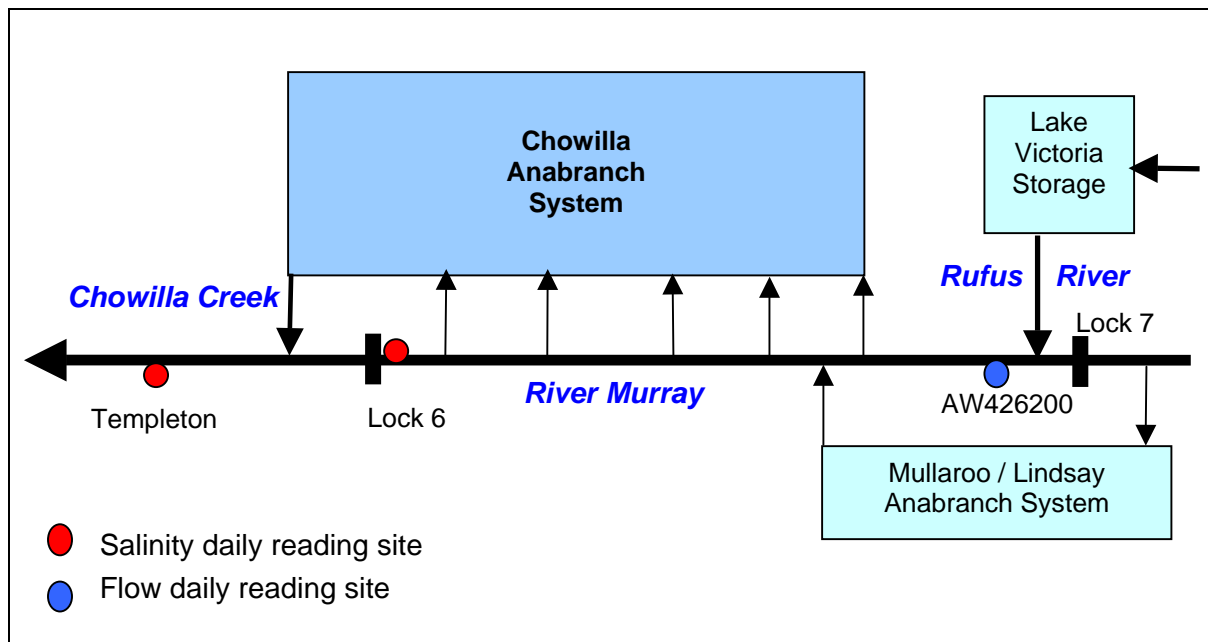 Chowilla
Anabranch
System
Lake
Victoria
Storage
Chowilla Creek
Rufus River
Lock 7
Templeton
Lock 6
River Murray
AW426200
Mullaroo / Lindsay
Anabranch System
Salinity daily reading site
Flow daily reading site